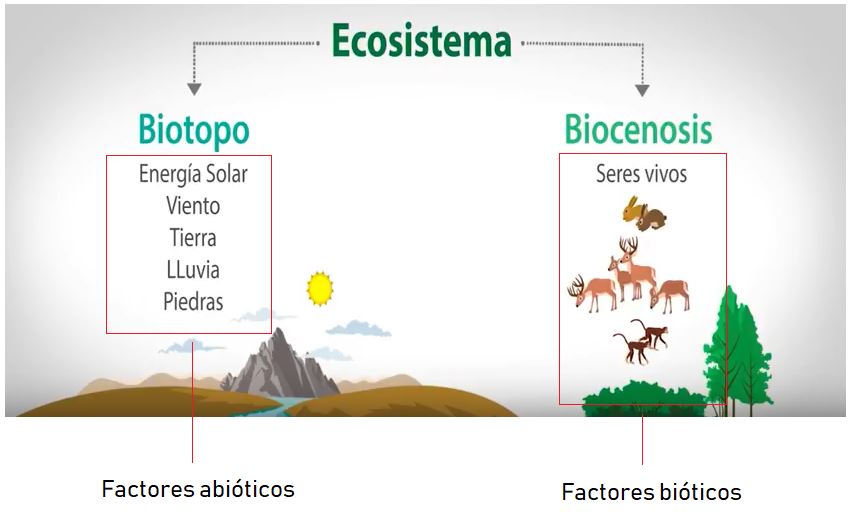 Ecosistema
Biotopo
Energía Solar
Viento
Tierra
LLuvia
Piedras
Biocenosis
Seres vivos
Factores abióticos
Factores bióticos